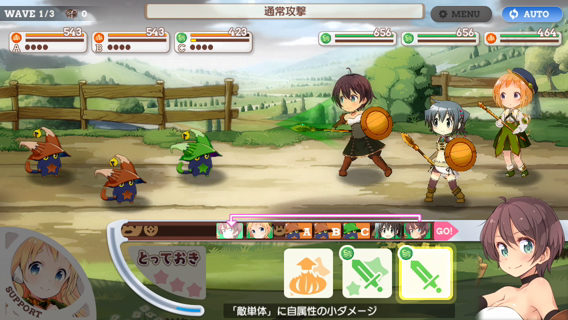 WAVE 1/3 0
通常攻撃
MENU
AUTO
543 543 423
656 656 464
A B C
A B C GO!
とっておき
SUPPORT
「敵単体」に自属性の小ダメージ